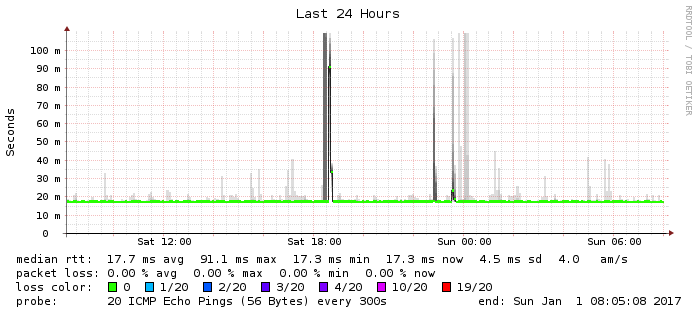 Last 24 Hours
RRDTOOL / TOBI OETIKER
Seconds
100 m
90 m
80 m
70 m
60 m
50 m
40 m
30 m
20 m
10 m
0
Sat 12:00 Sat 18:00 Sun 00:00 Sun 06:00
median rtt: 17.7 ms avg 91.1 ms max 17.3 ms min 17.3 ms now 4.5 ms sd 4.0 am/s
packet loss: 0.00 % avg 0.00 % max 0.00 % min 0.00 % now
loss color: 0 1/20 2/20 3/20 4/20 10/20 19/20
probe: 20 ICMP Echo Pings (56 Bytes) every 300s end: Sun Jan 1 08:05:08 2017